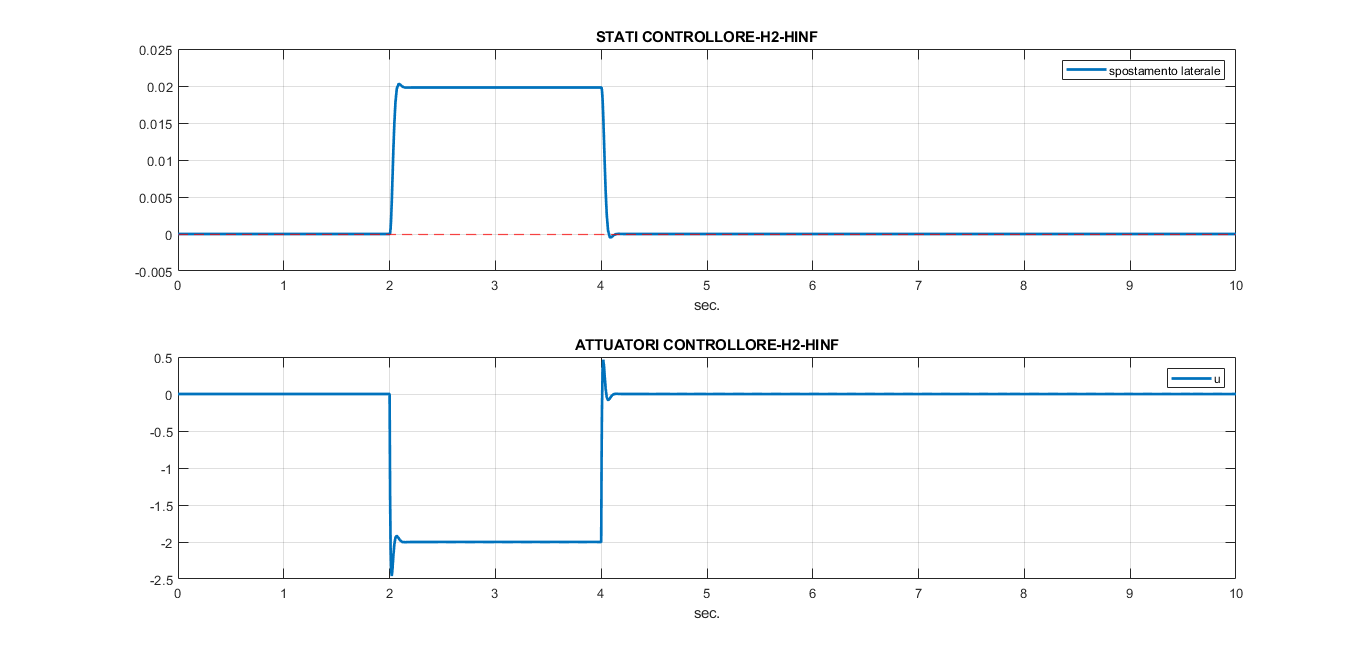 STATI CONTROLLORE-H2-HINF
0.025
0.02
0.015
0.01
0.005
0
-0.005
spostamento laterale
0 1 2 3 4 5 6 7 8 9 10
sec.
ATTUATORI CONTROLLORE-H2-HINF
0.5
0
-0.5
-1
-1.5
-2
-2.5
u
0 1 2 3 4 5 6 7 8 9 10
sec.